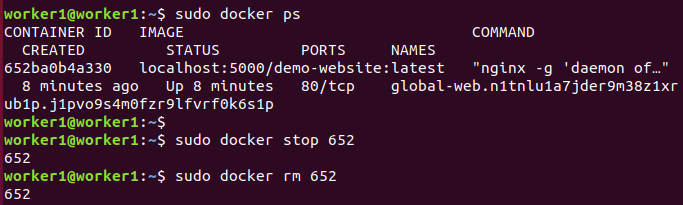 worker1@worker1:~$ sudo docker ps
CONTAINER ID   IMAGE                                 COMMAND
  CREATED         STATUS         PORTS     NAMES
652ba0b4a330   localhost:5000/demo-website:latest   "nginx -g 'daemon of…"
  8 minutes ago   Up 8 minutes   80/tcp    global-web.n1tnlu1a7jder9m38z1xr
ub1p.j1pvo9s4m0fzr9lfvrf0k6s1p
worker1@worker1:~$
worker1@worker1:~$ sudo docker stop 652
652
worker1@worker1:~$ sudo docker rm 652
652